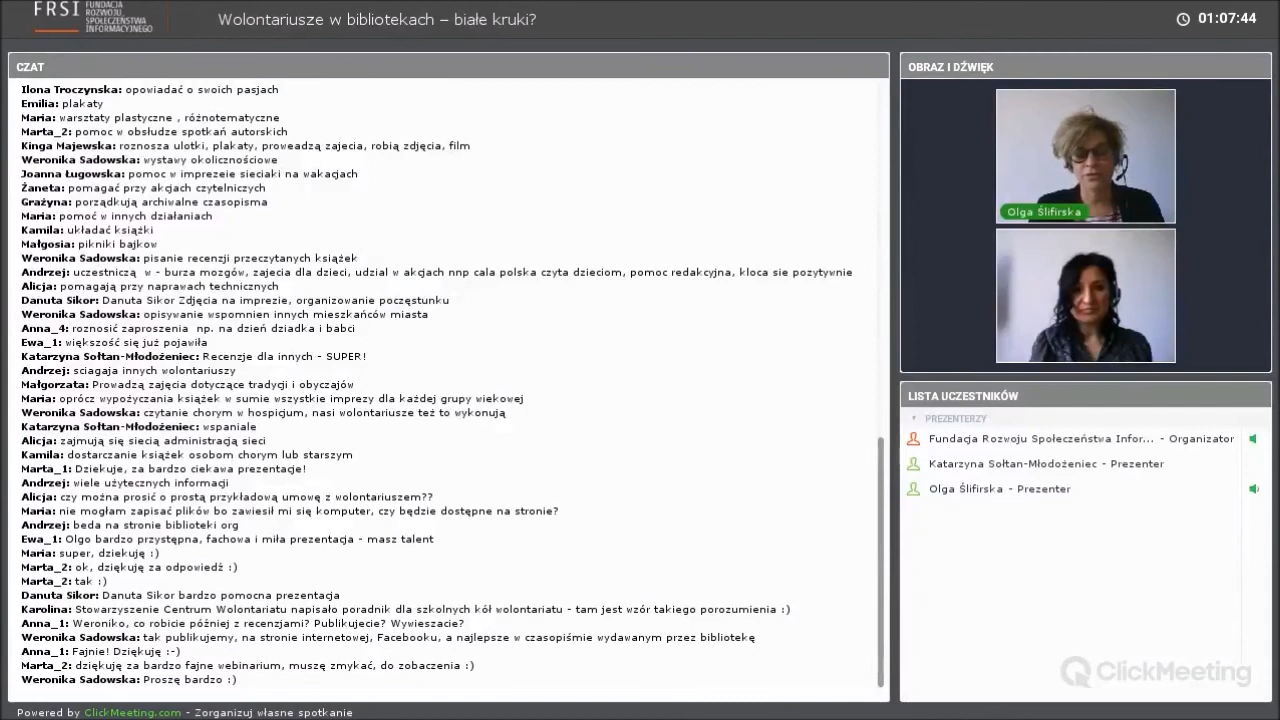 FRSI FUNDACJA
ROZWOJU
SPOŁECZEŃSTWA
INFORMACYJNEGO
Wolontariusze w bibliotekach – białe kruki?
01:07:44
CZAT
Ilona Troczynska: opowiadać o swoich pasjach
Emilia: plakaty
Maria: warsztaty plastyczne , różnotematyczne
Marta_2: pomoc w obsłudze spotkań autorskich
Kinga Majewska: roznosza ulotki, plakaty, proweadzą zajecia, robią zdjęcia, film
Weronika Sadowska: wystawy okolicznościowe
Joanna Ługowska: pomoc w imprezeie sieciaki na wakacjach
Żaneta: pomagać przy akcjach czytelniczych
Grażyna: porządkują archiwalne czasopisma
Maria: pomoć w innych działaniach
Kamila: układać książki
Małgosia: pikniki bajkow
Weronika Sadowska: pisanie recenzji przeczytanych książek
Andrzej: uczestniczą w - burza mozgów, zajecia dla dzieci, udzial w akcjach nnp cala polska czyta dzieciom, pomoc redakcyjna, kloca sie pozytywnie
Alicja: pomagają przy naprawach technicznych
Danuta Sikor: Danuta Sikor Zdjęcia na imprezie, organizowanie poczęstunku
Weronika Sadowska: opisywanie wspomnien innych mieszkańców miasta
Anna_4: roznosić zaproszenia np. na dzień dziadka i babci
Ewa_1: większość się już pojawiła
Katarzyna Sołtan-Młodożeniec: Recenzje dla innych - SUPER!
Andrzej: sciagaja innych wolontariuszy
Małgorzata: Prowadzą zajęcia dotyczące tradycji i obyczajów
Maria: oprócz wypożyczania książek w sumie wszystkie imprezy dla każdej grupy wiekowej
Weronika Sadowska: czytanie chorym w hospicjum, nasi wolontariusze też to wykonują
Katarzyna Sołtan-Młodożeniec: wspaniale
Alicja: zajmują się siecią administracją sieci
Kamila: dostarczanie książek osobom chorym lub starszym
Marta_1: Dziekuje, za bardzo ciekawa prezentacje!
Andrzej: wiele użytecznych informacji
Alicja: czy można prosić o prostą przykładową umowę z wolontariuszem??
Maria: nie mogłam zapisać plików bo zawiesił mi się komputer, czy będzie dostępne na stronie?
Andrzej: beda na stronie biblioteki org
Ewa_1: Olgo bardzo przystępna, fachowa i miła prezentacja - masz talent
Maria: super, dziekuję :)
Marta_2: ok, dziękuję za odpowiedź :)
Marta_2: tak :)
Danuta Sikor: Danuta Sikor bardzo pomocna prezentacja
Karolina: Stowarzyszenie Centrum Wolontariatu napisało poradnik dla szkolnych kół wolontariatu - tam jest wzór takiego porozumienia :)
Anna_1: Weroniko, co robicie później z recenzjami? Publikujecie? Wywieszacie?
Weronika Sadowska: tak publikujemy, na stronie internetowej, Facebooku, a najlepsze w czasopiśmie wydawanym przez bibliotekę
Anna_1: Fajnie! Dziękuję :-)
Marta_2: dziękuję za bardzo fajne webinarium, muszę zmykać, do zobaczenia :)
Weronika Sadowska: Proszę bardzo :)
OBRAZ I DŹWIĘK
Olga Ślifirska
LISTA UCZESTNIKÓW
PREZENTERZY
Fundacja Rozwoju Społeczeństwa Infor... - Organizator
Katarzyna Sołtan-Młodożeniec - Prezenter
Olga Ślifirska - Prezenter
ClickMeeting
Powered by ClickMeeting.com - Zorganizuj własne spotkanie